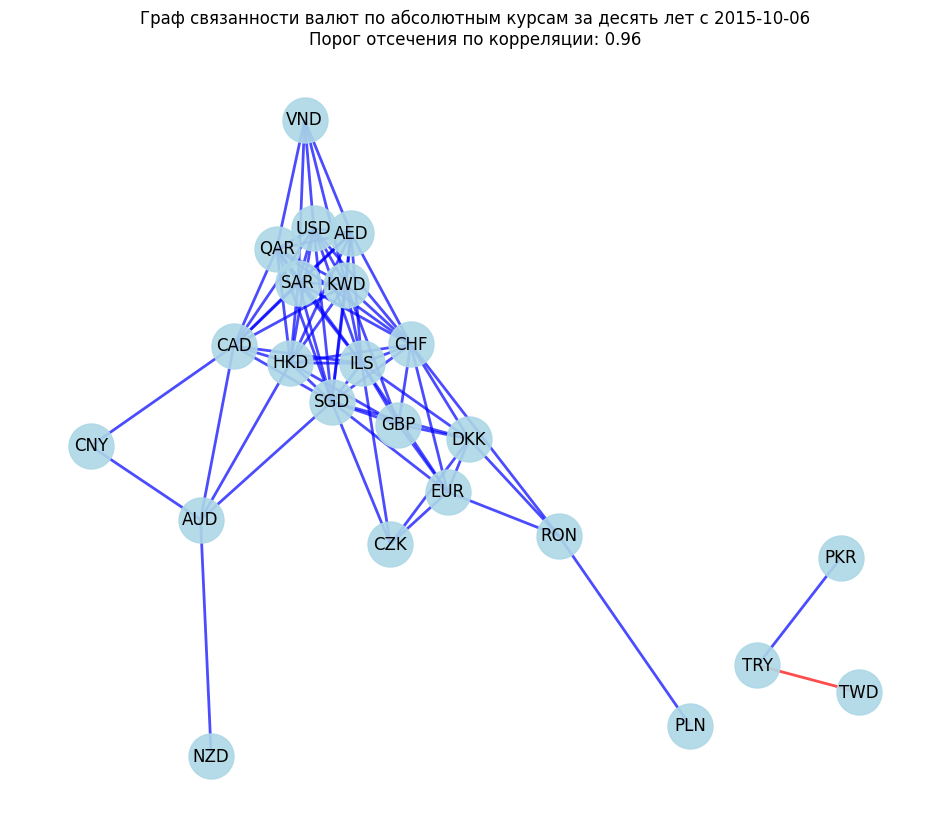 Граф связанности валют по абсолютным курсам за десять лет с 2015-10-06
Порог отсечения по корреляции: 0.96
VND
USD
AED
QAR
SAR
KWD
CAD
HKD
ILS
CHF
SGD
GBP
DKK
CNY
EUR
AUD
CZK
RON
PKR
TRY
TWD
PLN
NZD